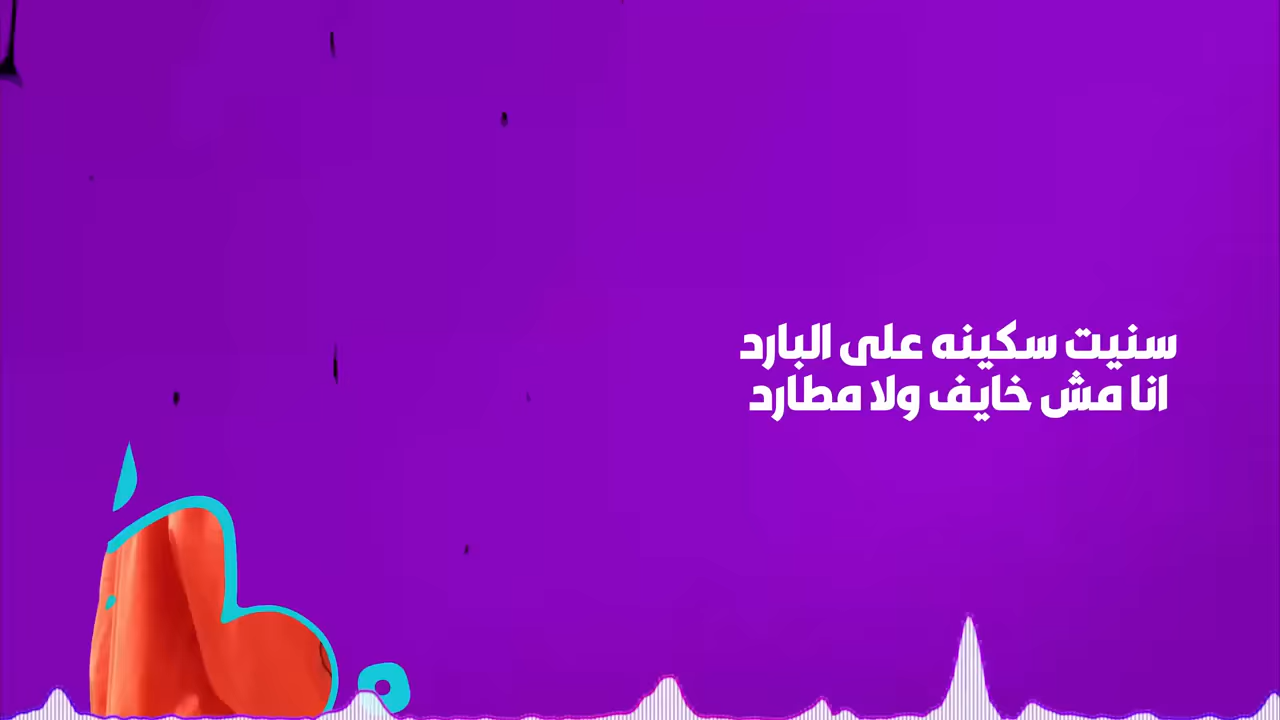 سنيت سكينه على البارد
انا مش خايف ولا مطارد